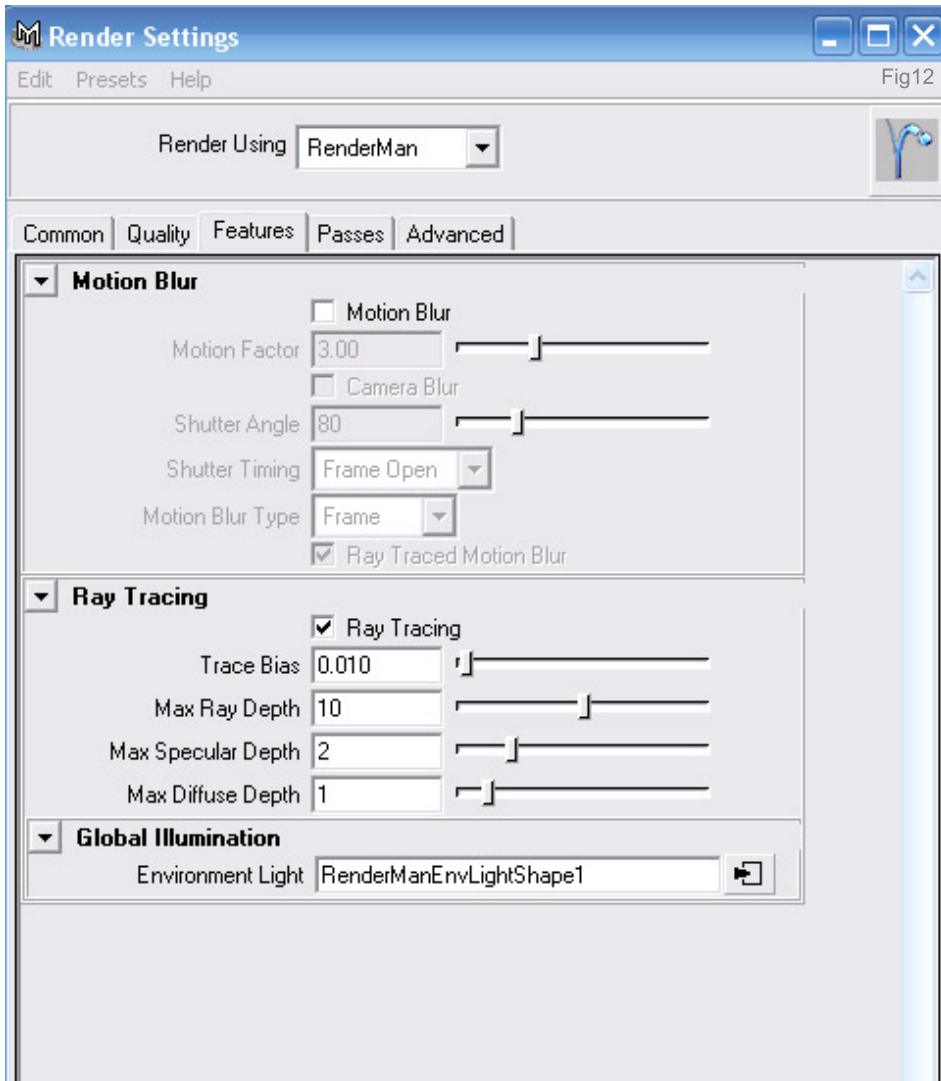 Render Settings
Edit Presets Help
Fig12
Render Using RenderMan
Common Quality Features Passes Advanced
Motion Blur
Motion Blur
Motion Factor 3.00
Camera Blur
Shutter Angle 80
Shutter Timing Frame Open
Motion Blur Type Frame
Ray Traced Motion Blur
Ray Tracing
Ray Tracing
Trace Bias 0.010
Max Ray Depth 10
Max Specular Depth 2
Max Diffuse Depth 1
Global Illumination
Environment Light RenderManEnvLightShape1